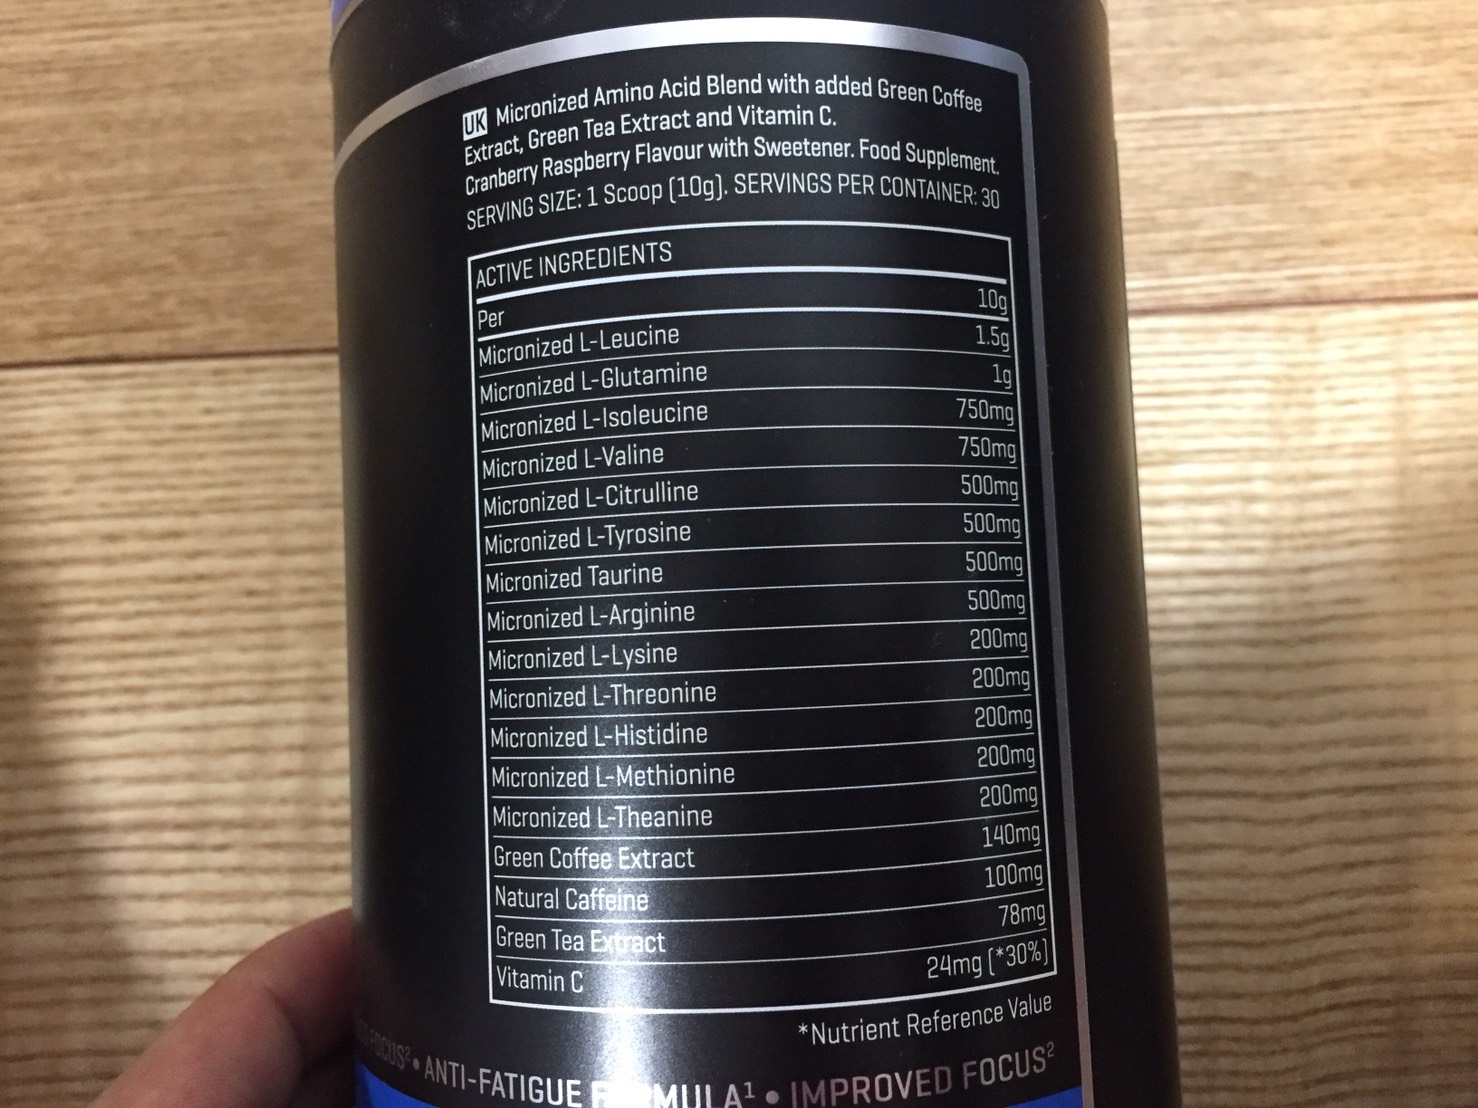 UK Micronized Amino Acid Blend with added Green Coffee
Extract, Green Tea Extract and Vitamin C.
Cranberry Raspberry Flavour with Sweetener. Food Supplement.
SERVING SIZE: 1 Scoop (10g). SERVINGS PER CONTAINER: 30
ACTIVE INGREDIENTS
Per 10g
Micronized L-Leucine 1.5g
Micronized L-Glutamine 1g
Micronized L-Isoleucine 750mg
Micronized L-Valine 750mg
Micronized L-Citrulline 500mg
Micronized L-Tyrosine 500mg
Micronized Taurine 500mg
Micronized L-Arginine 500mg
Micronized L-Lysine 200mg
Micronized L-Threonine 200mg
Micronized L-Histidine 200mg
Micronized L-Methionine 200mg
Micronized L-Theanine 200mg
Green Coffee Extract 140mg
Natural Caffeine 100mg
Green Tea Extract 78mg
Vitamin C 24mg (*30%)
*Nutrient Reference Value
FOCUS² • ANTI-FATIGUE FORMULA¹ • IMPROVED FOCUS²